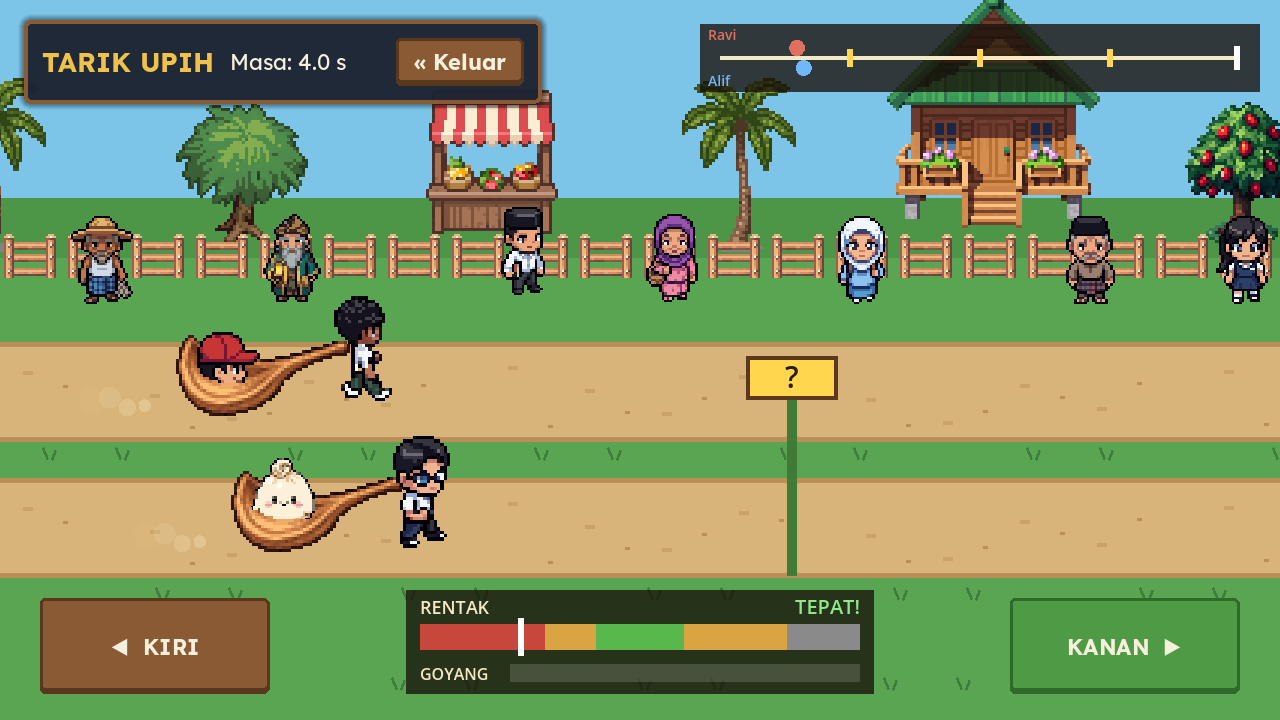 TARIK UPIH
Masa: 4.0 s
« Keluar
Ravi
Alif
?
◀ KIRI
RENTAK
TEPAT!
GOYANG
KANAN ▶